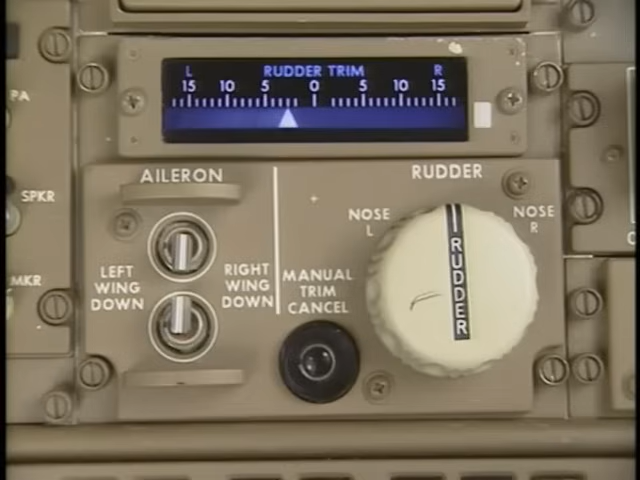 L RUDDER TRIM R
15 10 5 0 5 10 15
PA
AILERON
RUDDER
SPKR
NOSE
L
NOSE
R
RUDDER
LEFT
WING
DOWN
RIGHT
WING
DOWN
MANUAL
TRIM
CANCEL
MKR